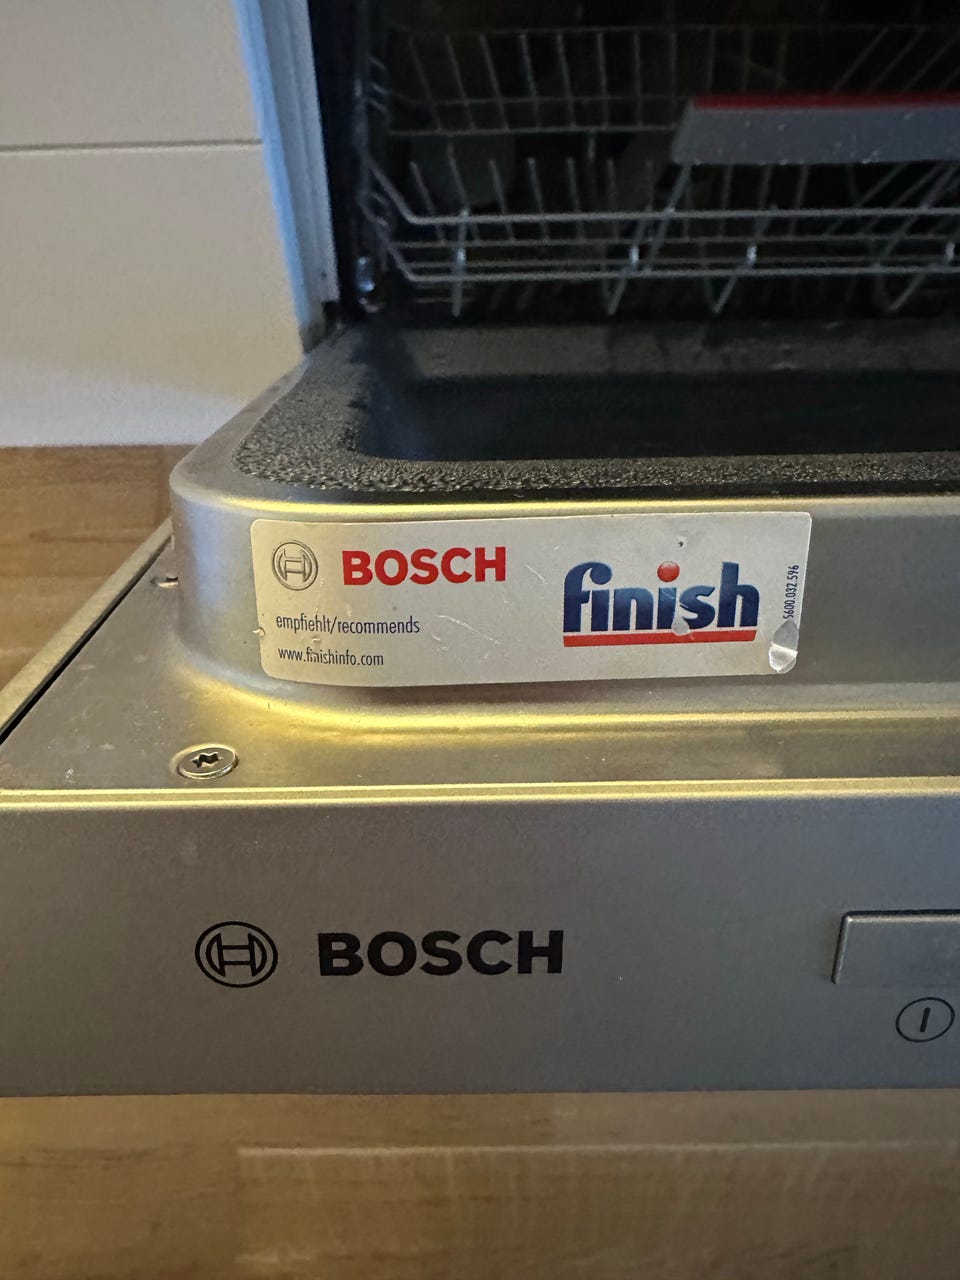 BOSCH
empfiehlt/recommends
www.finishinfo.com
finish
5600.032.596
BOSCH